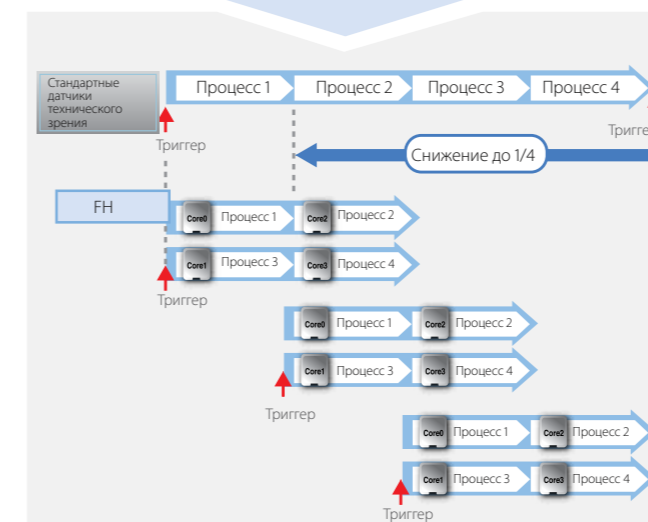 Стандартные
датчики
технического
зрения
Процесс 1 Процесс 2 Процесс 3 Процесс 4
Триггер
Тригге
Снижение до 1/4
FH
Core0 Процесс 1 Core2 Процесс 2
Core1 Процесс 3 Core3 Процесс 4
Триггер
Core0 Процесс 1 Core2 Процесс 2
Core1 Процесс 3 Core3 Процесс 4
Триггер
Core0 Процесс 1 Core2 Процесс 2
Core1 Процесс 3 Core3 Процесс 4
Триггер